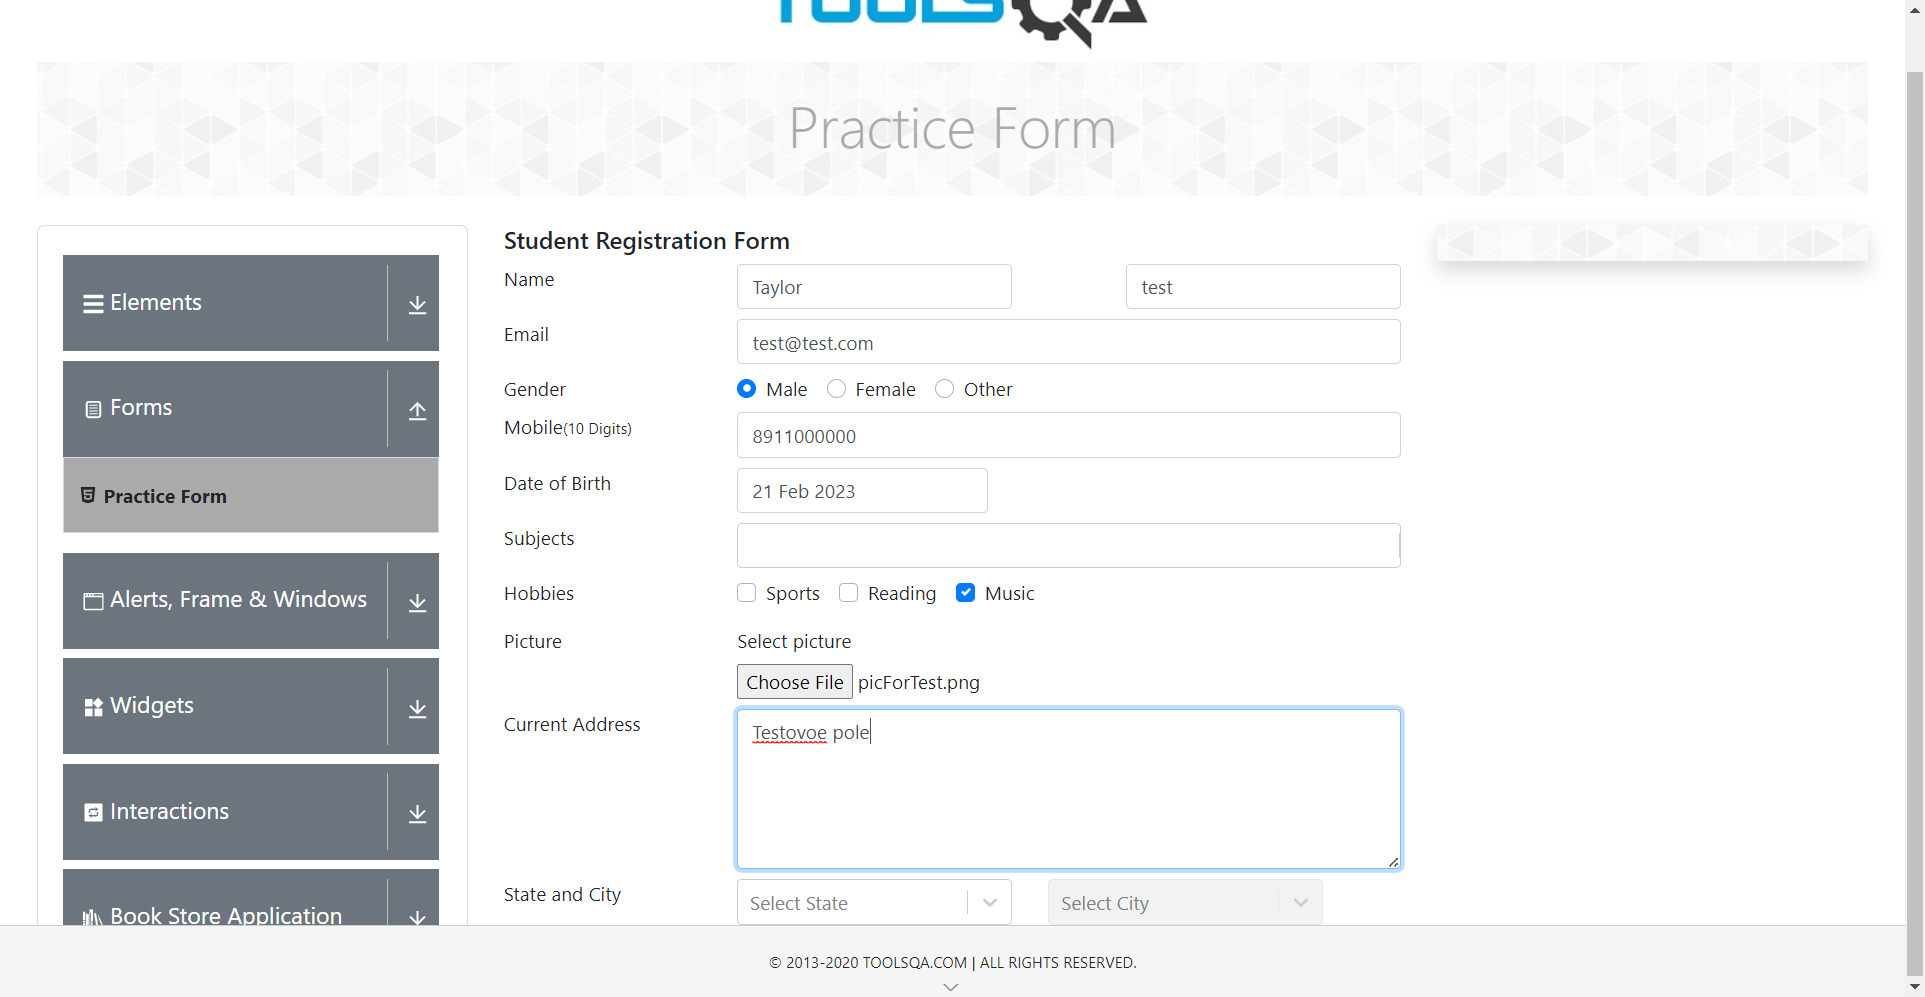 TOOLSQA
Practice Form
Elements
Forms
Practice Form
Alerts, Frame & Windows
Widgets
Interactions
Book Store Application
Student Registration Form
Name Taylor test
Email test@test.com
Gender Male Female Other
Mobile(10 Digits) 8911000000
Date of Birth 21 Feb 2023
Subjects
Hobbies Sports Reading Music
Picture Select picture
Choose File picForTest.png
Current Address Testovoe pole
State and City Select State Select City
© 2013-2020 TOOLSQA.COM | ALL RIGHTS RESERVED.